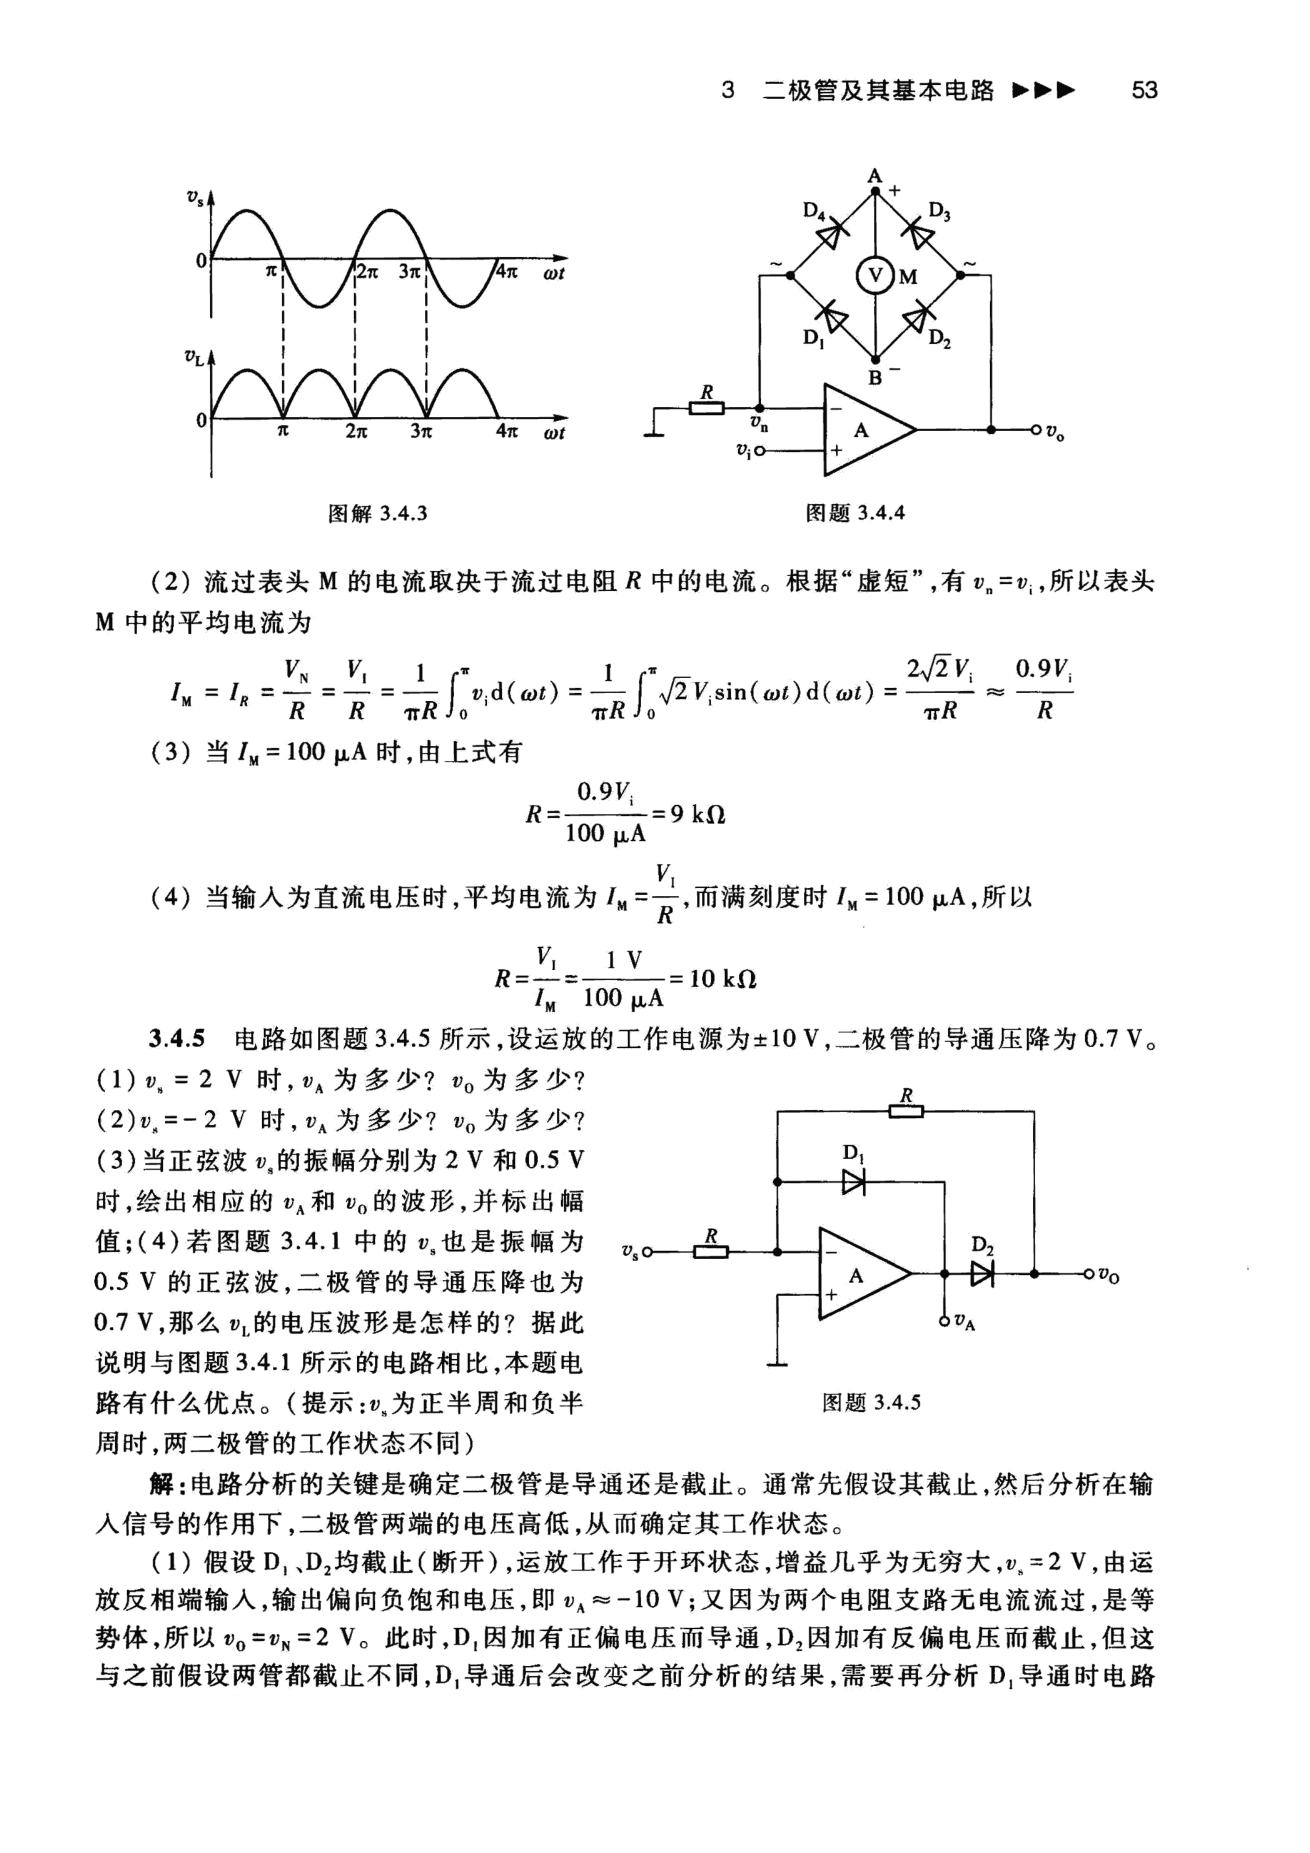 3 二极管及其基本电路 ▶▶▶ 53
v_s
0
π
2π
3π
4π
ωt
v_L
0
π
2π
3π
4π
ωt
图解 3.4.3
A
+
D₄
D₃
~
~
V
M
D₁
D₂
B
−
R
v_n
−
A
+
v_i
v_o
图题 3.4.4
(2) 流过表头 M 的电流取决于流过电阻 R 中的电流。根据“虚短”,有 v_n=v_i,所以表头
M 中的平均电流为
I_M = I_R = V_N/R = V_I/R = 1/(πR) ∫₀^π v_i d(ωt) = 1/(πR) ∫₀^π √2 V_i sin(ωt) d(ωt) = 2√2 V_i/(πR) ≈ 0.9V_i/R
(3) 当 I_M = 100 μA 时,由上式有
R = 0.9V_i/(100 μA) = 9 kΩ
(4) 当输入为直流电压时,平均电流为 I_M = V_I/R,而满刻度时 I_M = 100 μA,所以
R = V_I/I_M = 1 V/(100 μA) = 10 kΩ
3.4.5 电路如图题 3.4.5 所示,设运放的工作电源为±10 V,二极管的导通压降为 0.7 V。
(1) v_s = 2 V 时, v_A 为多少? v_O 为多少?
(2) v_s = −2 V 时, v_A 为多少? v_O 为多少?
(3) 当正弦波 v_s 的振幅分别为 2 V 和 0.5 V
时,绘出相应的 v_A 和 v_O 的波形,并标出幅
值;(4) 若图题 3.4.1 中的 v_s 也是振幅为
0.5 V 的正弦波,二极管的导通压降也为
0.7 V,那么 v_L 的电压波形是怎样的? 据此
说明与图题 3.4.1 所示的电路相比,本题电
路有什么优点。(提示:v_s 为正半周和负半
周时,两二极管的工作状态不同)
R
D₁
v_s
R
−
A
+
D₂
v_O
v_A
图题 3.4.5
解:电路分析的关键是确定二极管是导通还是截止。通常先假设其截止,然后分析在输
入信号的作用下,二极管两端的电压高低,从而确定其工作状态。
(1) 假设 D₁、D₂均截止(断开),运放工作于开环状态,增益几乎为无穷大,v_s = 2 V,由运
放反相端输入,输出偏向负饱和电压,即 v_A ≈ −10 V;又因为两个电阻支路无电流流过,是等
势体,所以 v_O = v_N = 2 V。此时,D₁因加有正偏电压而导通,D₂因加有反偏电压而截止,但这
与之前假设两管都截止不同,D₁导通后会改变之前分析的结果,需要再分析 D₁导通时电路